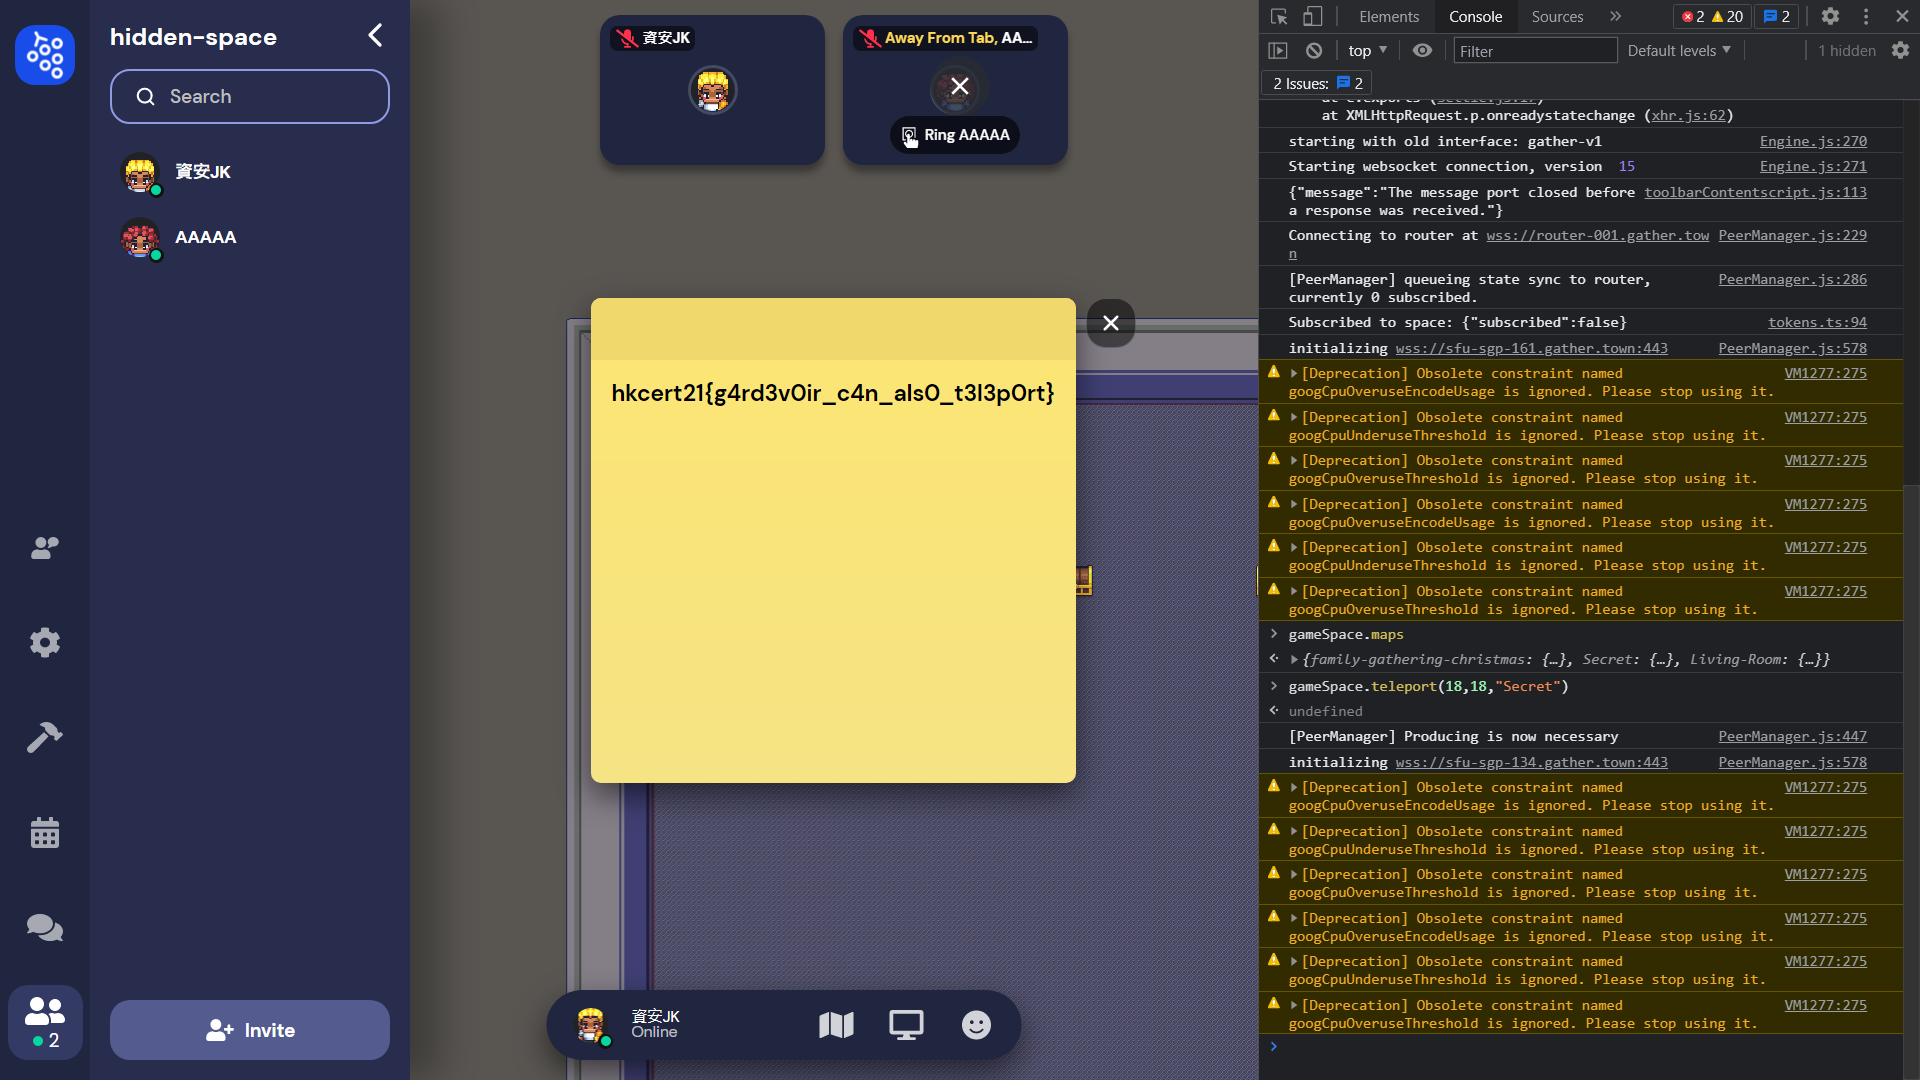 hidden-space
Search
資安JK
AAAAA
2
Invite
資安JK
Away From Tab, AA...
Ring AAAAA
hkcert21{g4rd3v0ir_c4n_als0_t3l3p0rt}
資安JK
Online
Elements
Console
Sources
2
20
2
top
Filter
Default levels
1 hidden
2 Issues:
2
at XMLHttpRequest.p.onreadystatechange (xhr.js:62)
starting with old interface: gather-v1 Engine.js:270
Starting websocket connection, version 15 Engine.js:271
{"message":"The message port closed before toolbarContentscript.js:113
a response was received."}
Connecting to router at wss://router-001.gather.tow PeerManager.js:229
n
[PeerManager] queueing state sync to router, PeerManager.js:286
currently 0 subscribed.
Subscribed to space: {"subscribed":false} tokens.ts:94
initializing wss://sfu-sgp-161.gather.town:443 PeerManager.js:578
[Deprecation] Obsolete constraint named VM1277:275
googCpuOveruseEncodeUsage is ignored. Please stop using it.
[Deprecation] Obsolete constraint named VM1277:275
googCpuUnderuseThreshold is ignored. Please stop using it.
[Deprecation] Obsolete constraint named VM1277:275
googCpuOveruseThreshold is ignored. Please stop using it.
[Deprecation] Obsolete constraint named VM1277:275
googCpuOveruseEncodeUsage is ignored. Please stop using it.
[Deprecation] Obsolete constraint named VM1277:275
googCpuUnderuseThreshold is ignored. Please stop using it.
[Deprecation] Obsolete constraint named VM1277:275
googCpuOveruseThreshold is ignored. Please stop using it.
gameSpace.maps
{family-gathering-christmas: {…}, Secret: {…}, Living-Room: {…}}
gameSpace.teleport(18,18,"Secret")
undefined
[PeerManager] Producing is now necessary PeerManager.js:447
initializing wss://sfu-sgp-134.gather.town:443 PeerManager.js:578
[Deprecation] Obsolete constraint named VM1277:275
googCpuOveruseEncodeUsage is ignored. Please stop using it.
[Deprecation] Obsolete constraint named VM1277:275
googCpuUnderuseThreshold is ignored. Please stop using it.
[Deprecation] Obsolete constraint named VM1277:275
googCpuOveruseThreshold is ignored. Please stop using it.
[Deprecation] Obsolete constraint named VM1277:275
googCpuOveruseEncodeUsage is ignored. Please stop using it.
[Deprecation] Obsolete constraint named VM1277:275
googCpuUnderuseThreshold is ignored. Please stop using it.
[Deprecation] Obsolete constraint named VM1277:275
googCpuOveruseThreshold is ignored. Please stop using it.